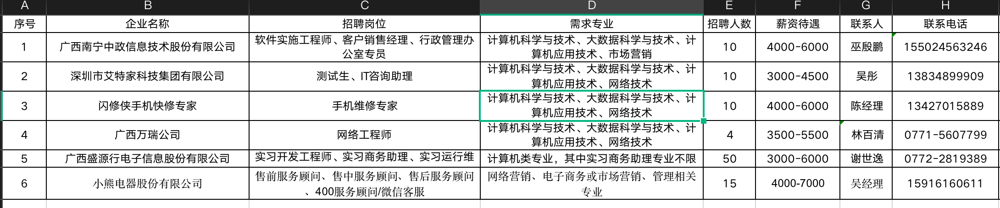 A B C D E F G H
序号 企业名称 招聘岗位 需求专业 招聘人数 薪资待遇 联系人 联系电话
1 广西南宁中政信息技术股份有限公司 软件实施工程师、客户销售经理、行政管理办 计算机科学与技术、大数据科学与技术、计 10 4000-6000 巫殷鹏 155024563246
公室专员 算机应用技术、市场营销
2 深圳市艾特家科技集团有限公司 测试生、IT咨询助理 计算机科学与技术、大数据科学与技术、计 10 3000-4500 吴彤 13834899909
算机应用技术、网络技术
3 闪修侠手机快修专家 手机维修专家 计算机科学与技术、大数据科学与技术、计 10 4000-6000 陈经理 13427015889
算机应用技术、网络技术
4 广西万瑞公司 网络工程师 计算机科学与技术、大数据科学与技术、计 4 3500-5500 林百清 0771-5607799
算机应用技术、网络技术
5 广西盛源行电子信息股份有限公司 实习开发工程师、实习商务助理、实习运行维 计算机类专业，其中实习商务助理专业不限 50 3000-6000 谢世逸 0772-2819389
6 小熊电器股份有限公司 售前服务顾问、售中服务顾问、售后服务顾问 网络营销、电子商务或市场营销、管理相关 15 4000-7000 吴经理 15916160611
、400服务顾问/微信客服 专业